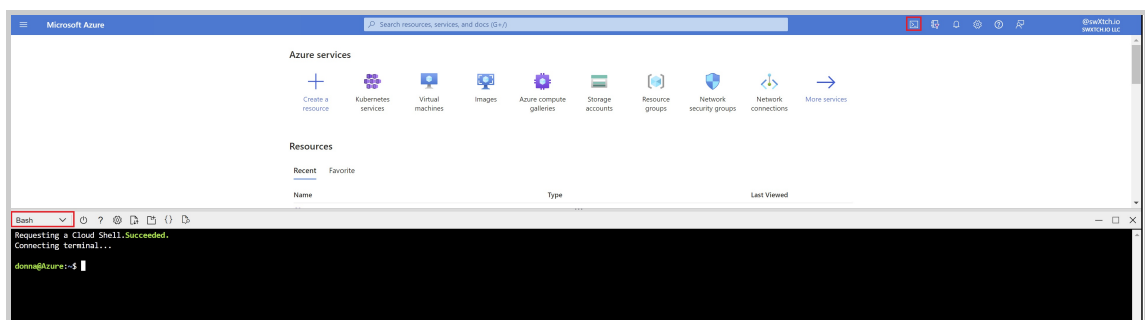 Microsoft Azure
Search resources, services, and docs (G+/)
@swXtch.io
SWXTCH.IO LLC
Azure services
Create a resource
Kubernetes services
Virtual machines
Images
Azure compute galleries
Storage accounts
Resource groups
Network security groups
Network connections
More services
Resources
Recent Favorite
Name Type Last Viewed
Bash
Requesting a Cloud Shell.Succeeded.
Connecting terminal...
donna@Azure:~$